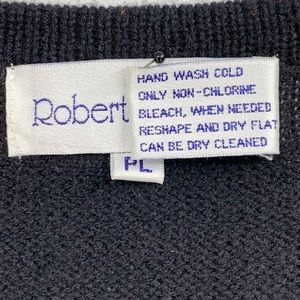 Robert
HAND WASH COLD
ONLY NON-CHLORINE
BLEACH, WHEN NEEDED
RESHAPE AND DRY FLAT
CAN BE DRY CLEANED
PL